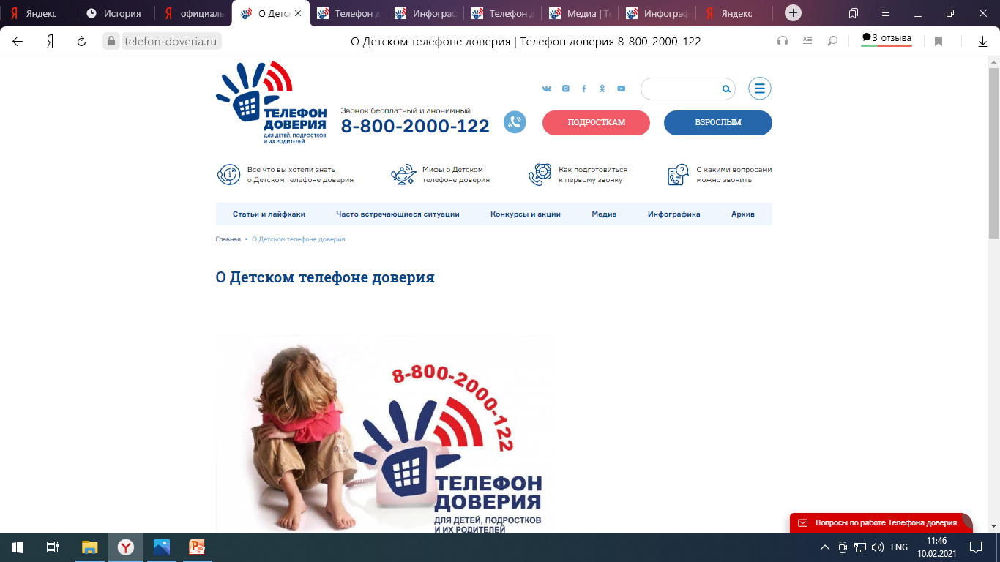 Яндекс
История
официаль
О Детск
Телефон д
Инфограф
Телефон д
Медиа | Те
Инфограф
Яндекс
telefon-doveria.ru
О Детском телефоне доверия | Телефон доверия 8-800-2000-122
3 отзыва
ТЕЛЕФОН
ДОВЕРИЯ
ДЛЯ ДЕТЕЙ, ПОДРОСТКОВ
И ИХ РОДИТЕЛЕЙ
Звонок бесплатный и анонимный
8-800-2000-122
ПОДРОСТКАМ
ВЗРОСЛЫМ
Все что вы хотели знать
о Детском телефоне доверия
Мифы о Детском
телефоне доверия
Как подготовиться
к первому звонку
С какими вопросами
можно звонить
Статьи и лайфхаки
Часто встречающиеся ситуации
Конкурсы и акции
Медиа
Инфографика
Архив
Главная • О Детском телефоне доверия
О Детском телефоне доверия
8-800-2000-122
ТЕЛЕФОН
ДОВЕРИЯ
ДЛЯ ДЕТЕЙ, ПОДРОСТКОВ
И ИХ РОДИТЕЛЕЙ
Вопросы по работе Телефона доверия
ENG
11:46
10.02.2021